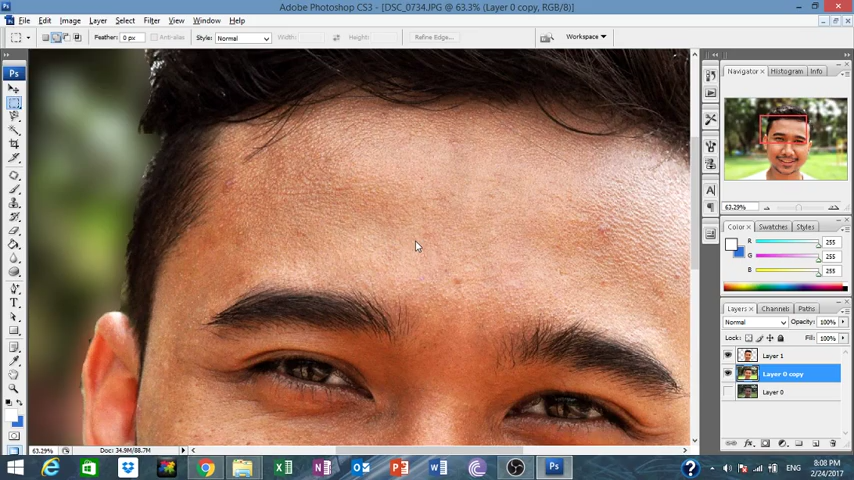 Ps
Adobe Photoshop CS3 - [DSC_0734.JPG @ 63.3% (Layer 0 copy, RGB/8)]
File Edit Image Layer Select Filter View Window Help
Feather: 0 px Anti-alias Style: Normal Width: Height: Refine Edge... Workspace
Ps
Navigator Histogram Info
63.29%
Color Swatches Styles
R 255
G 255
B 255
Layers Channels Paths
Normal Opacity: 100%
Lock: Fill: 100%
Layer 1
Layer 0 copy
Layer 0
63.29% Doc: 34.9M/88.7M
ENG 8:08 PM
2/24/2017